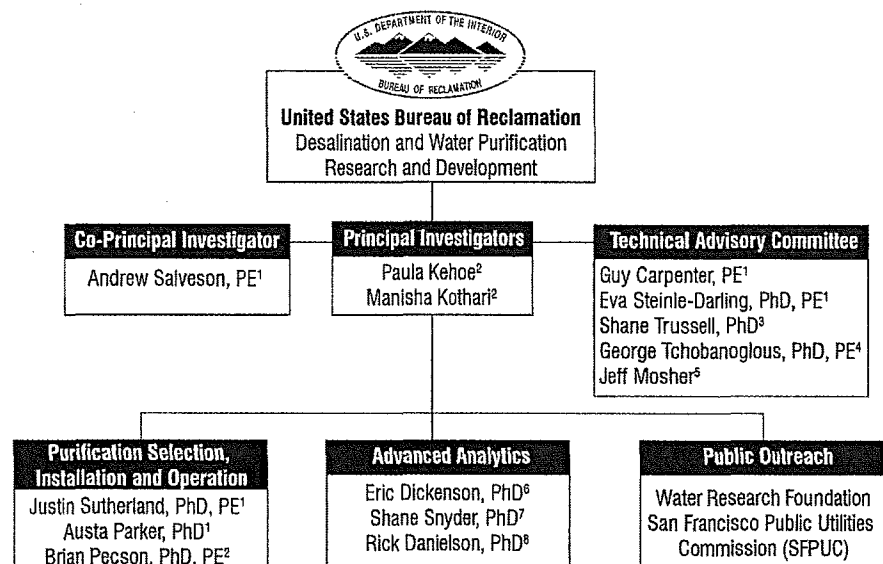 U.S. DEPARTMENT OF THE INTERIOR
BUREAU OF RECLAMATION
United States Bureau of Reclamation
Desalination and Water Purification
Research and Development
Co-Principal Investigator
Andrew Salveson, PE¹
Principal Investigators
Paula Kehoe²
Manisha Kothari²
Technical Advisory Committee
Guy Carpenter, PE¹
Eva Steinle-Darling, PhD, PE¹
Shane Trussell, PhD³
George Tchobanoglous, PhD, PE⁴
Jeff Mosher⁵
Purification Selection,
Installation and Operation
Justin Sutherland, PhD, PE¹
Austa Parker, PhD¹
Brian Pecson, PhD, PE²
Advanced Analytics
Eric Dickenson, PhD⁶
Shane Snyder, PhD⁷
Rick Danielson, PhD⁸
Public Outreach
Water Research Foundation
San Francisco Public Utilities
Commission (SFPUC)